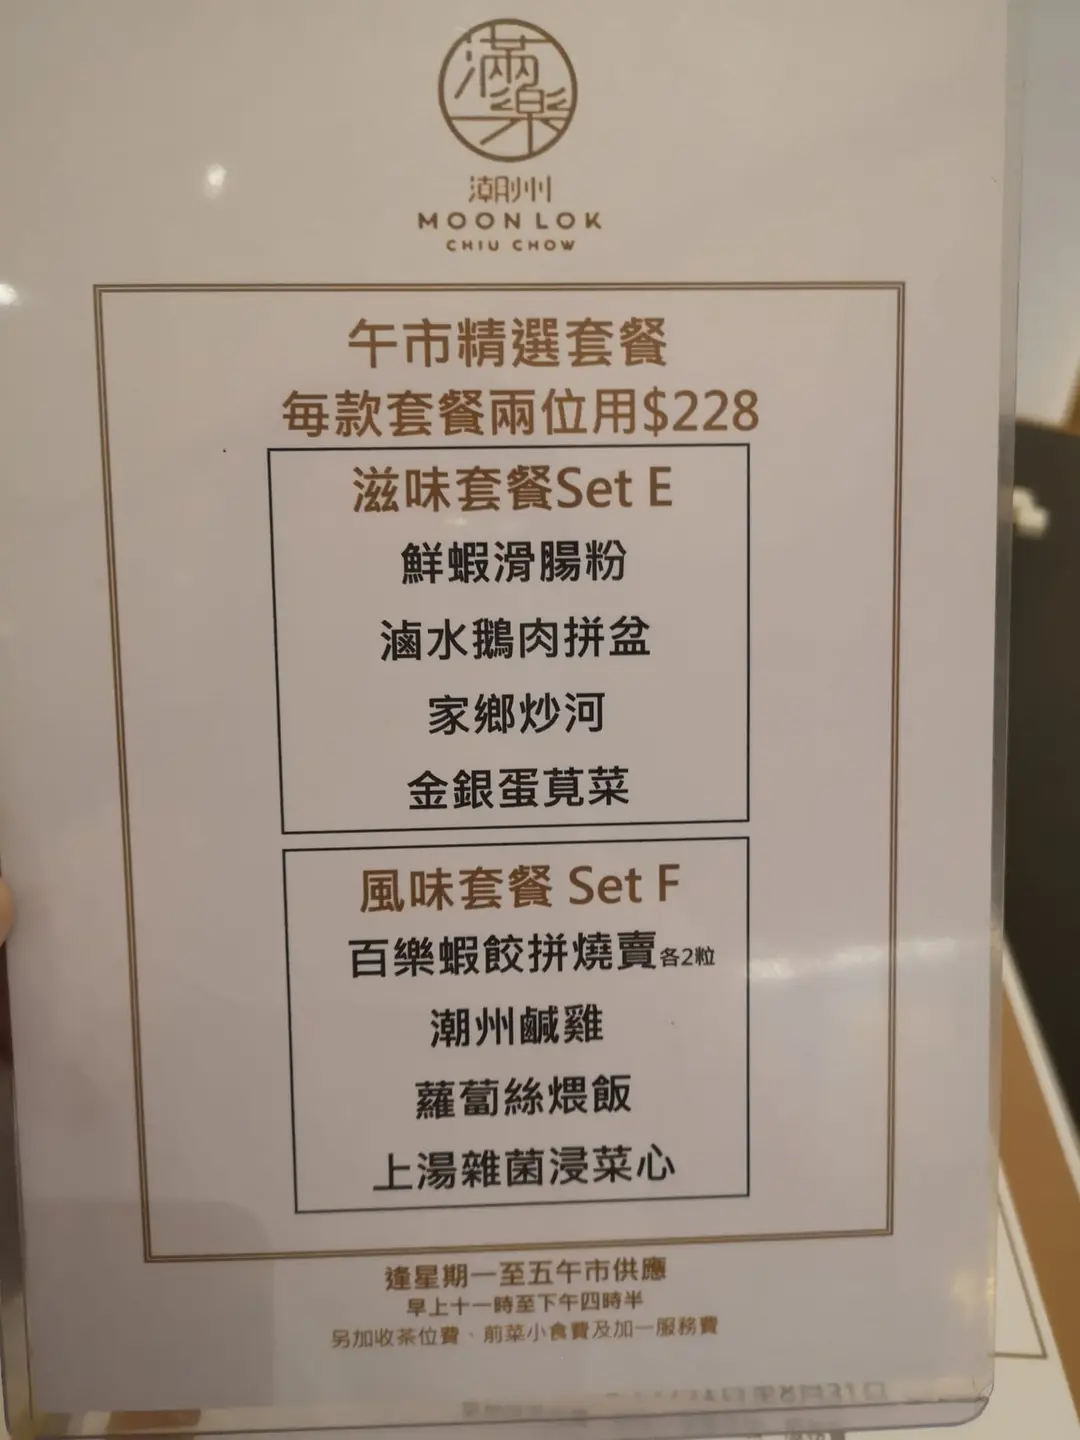 滿樂
潮州
MOON LOK
CHIU CHOW
午市精選套餐
每款套餐兩位用$228
滋味套餐Set E
鮮蝦滑腸粉
滷水鵝肉拼盆
家鄉炒河
金銀蛋莧菜
風味套餐 Set F
百樂蝦餃拼燒賣各2粒
潮州鹹雞
蘿蔔絲煨飯
上湯雜菌浸菜心
逢星期一至五午市供應
早上十一時至下午四時半
另加收茶位費、前菜小食費及加一服務費